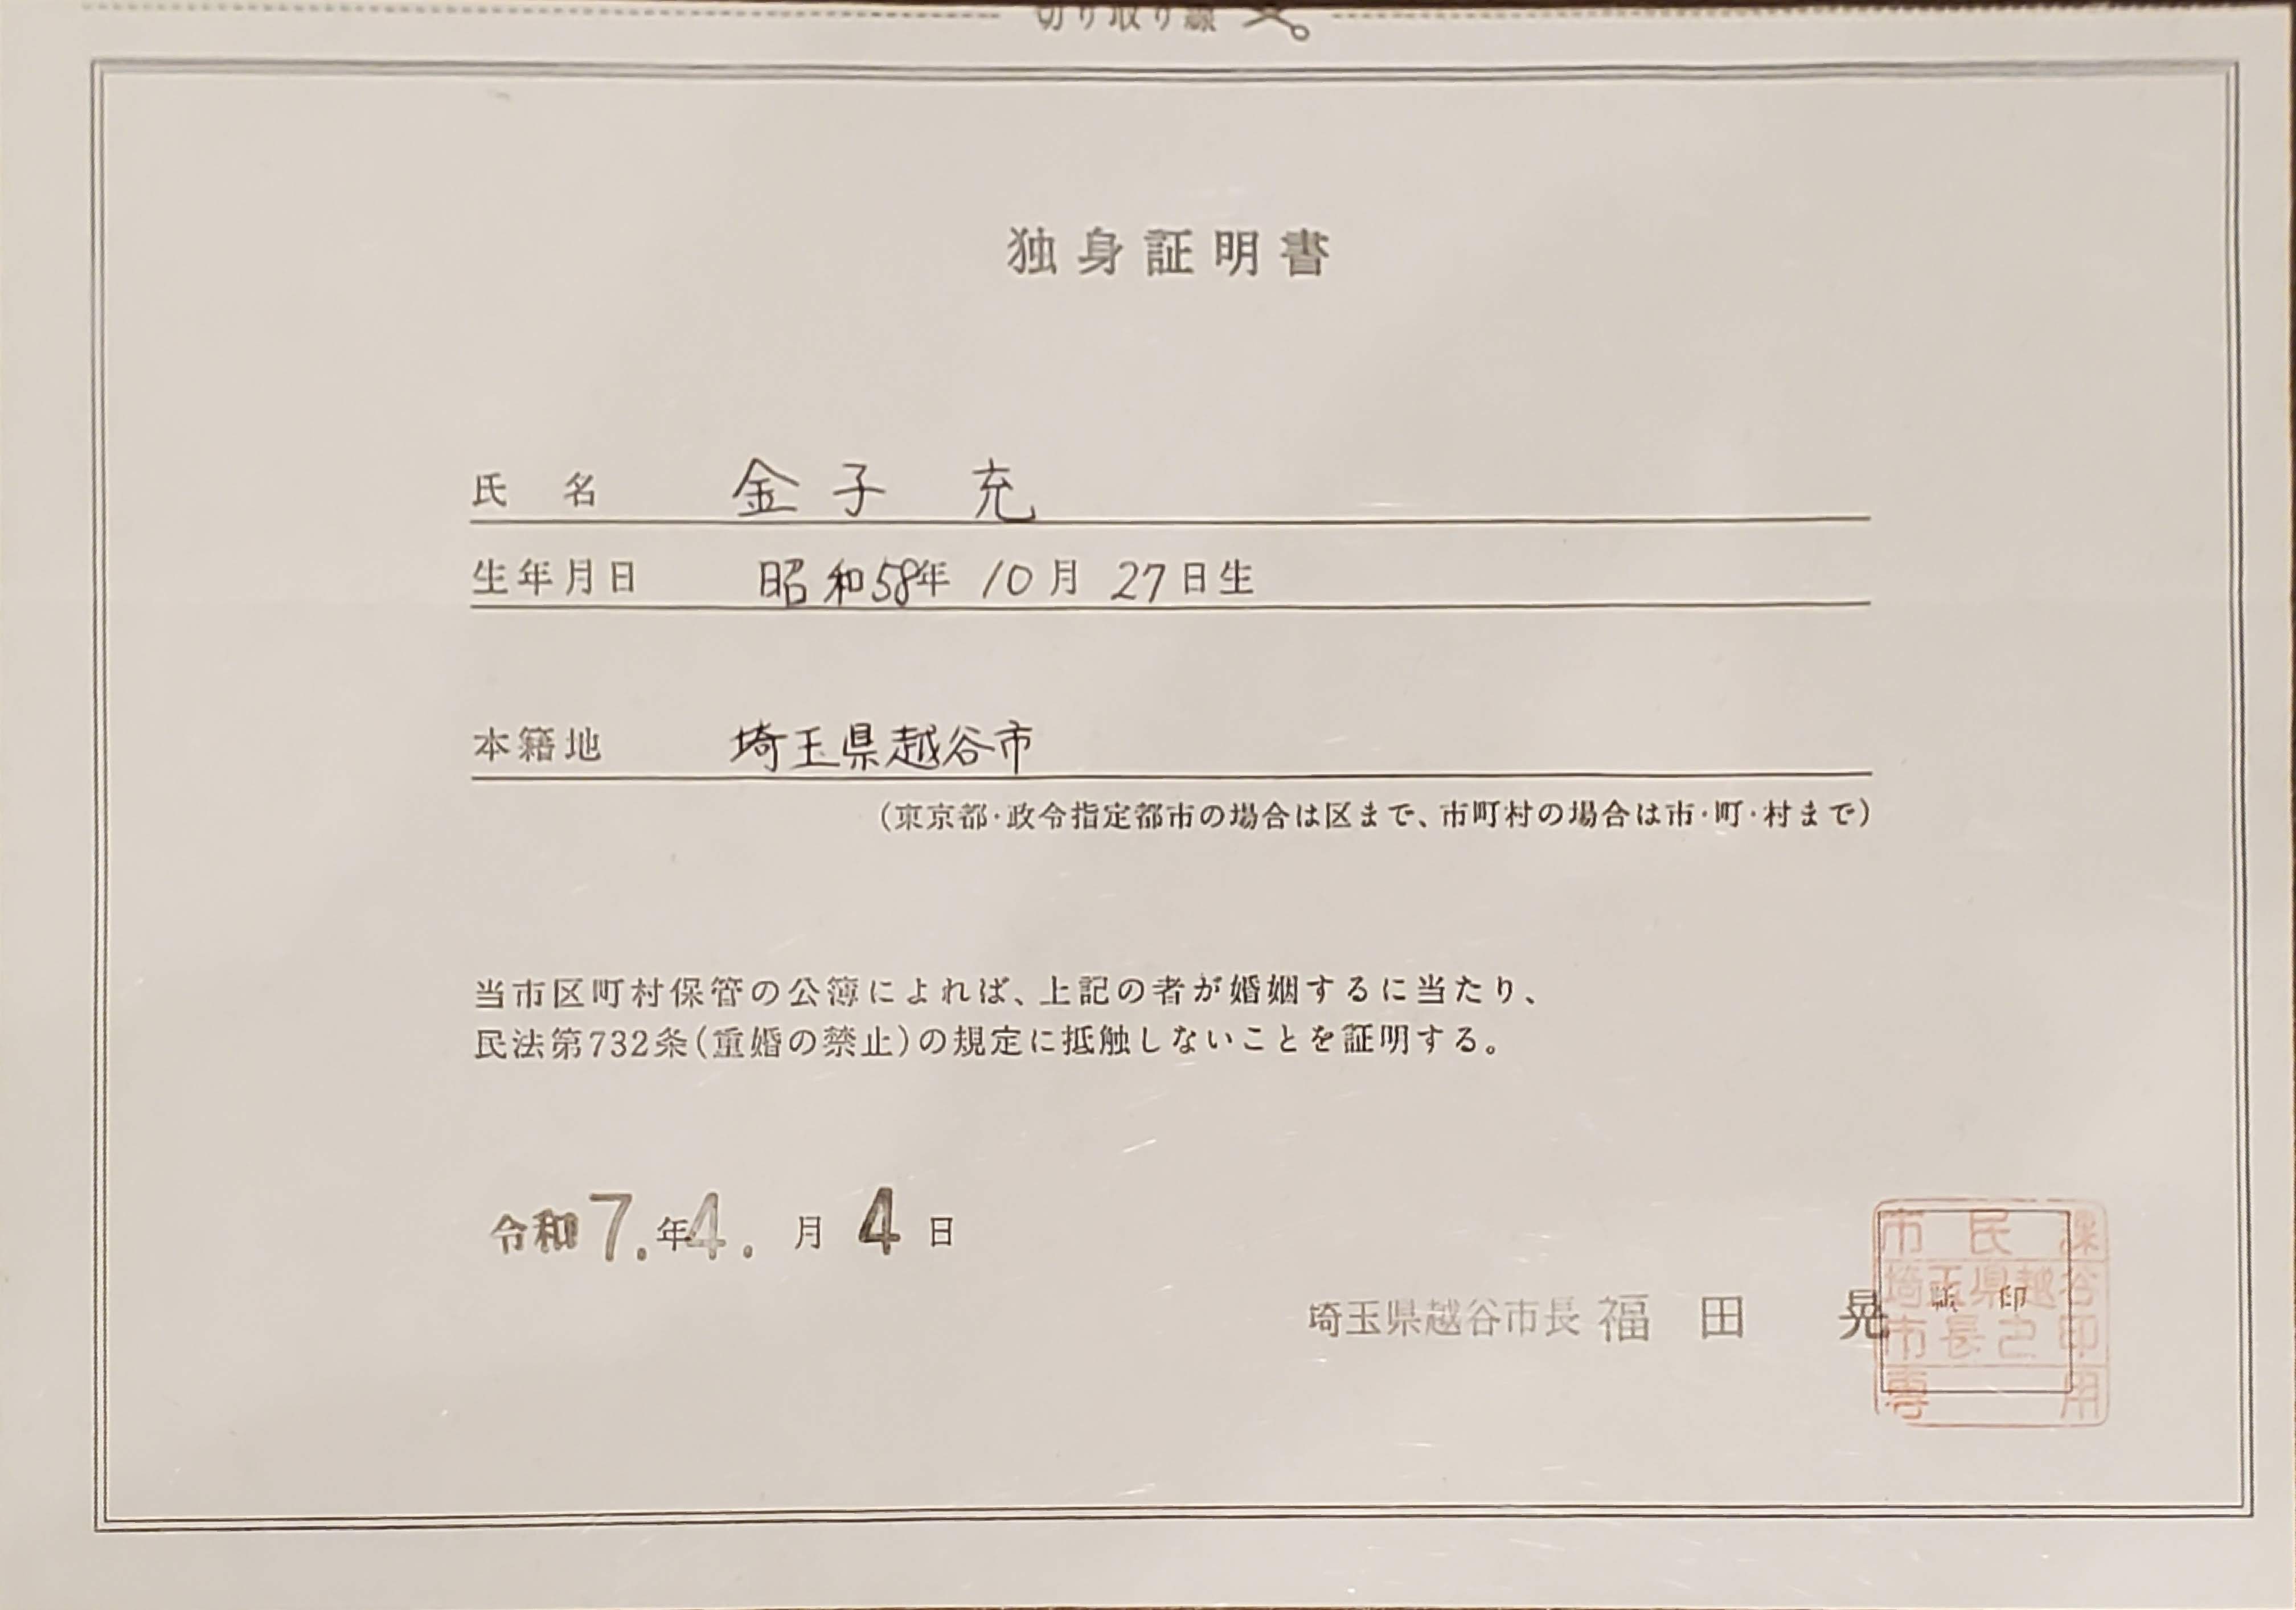 切り取り線
独身証明書
氏名 金子 充
生年月日 昭和58年 10月 27日生
本籍地 埼玉県越谷市
(東京都・政令指定都市の場合は区まで、市町村の場合は市・町・村まで)
当市区町村保管の公簿によれば、上記の者が婚姻するに当たり、
民法第732条(重婚の禁止)の規定に抵触しないことを証明する。
令和7.年4.月4日
埼玉県越谷市長 福田 晃
市民課
埼玉県越谷
市長之印
専用
印